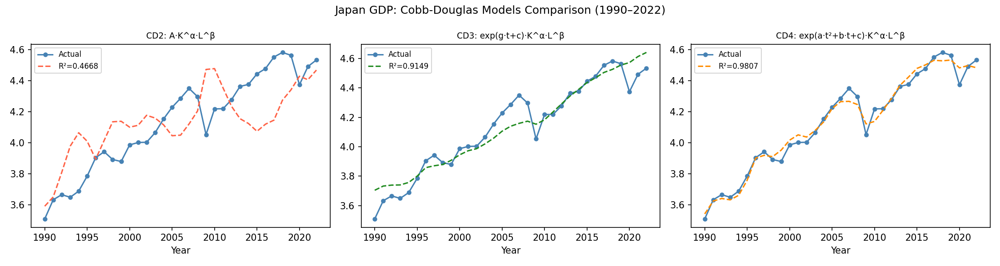 Japan GDP: Cobb-Douglas Models Comparison (1990–2022)
CD2: A·K^α·L^β
Actual
R²=0.4668
4.6
4.4
4.2
4.0
3.8
3.6
1990 1995 2000 2005 2010 2015 2020
Year
CD3: exp(g·t+c)·K^α·L^β
Actual
R²=0.9149
4.6
4.4
4.2
4.0
3.8
3.6
1990 1995 2000 2005 2010 2015 2020
Year
CD4: exp(a·t²+b·t+c)·K^α·L^β
Actual
R²=0.9807
4.6
4.4
4.2
4.0
3.8
3.6
1990 1995 2000 2005 2010 2015 2020
Year